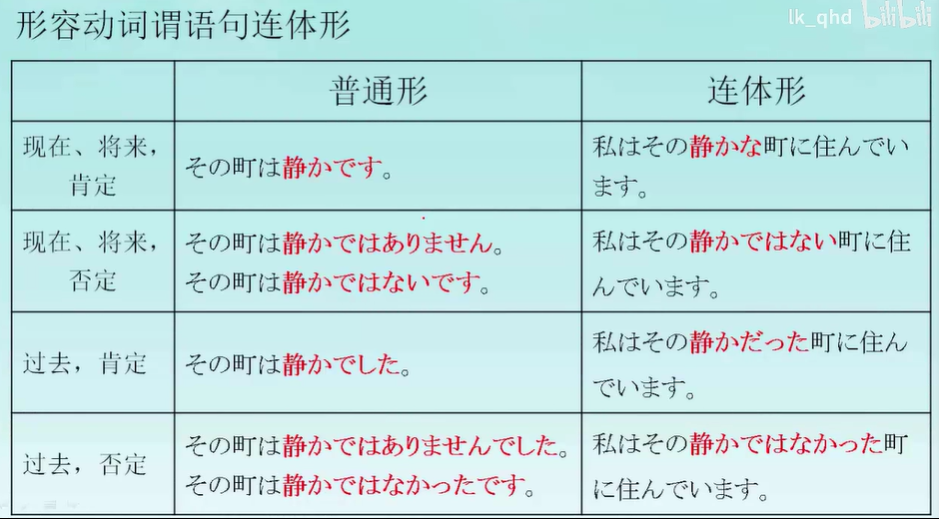 形容动词谓语句连体形
lk_qhd bilibili
普通形
连体形
现在、将来，
肯定
その町は静かです。
私はその静かな町に住んでい
ます。
现在、将来，
否定
その町は静かではありません。
その町は静かではないです。
私はその静かではない町に住
んでいます。
过去，肯定
その町は静かでした。
私はその静かだった町に住ん
でいます。
过去，否定
その町は静かではありませんでした。
その町は静かではなかったです。
私はその静かではなかった町
に住んでいます。